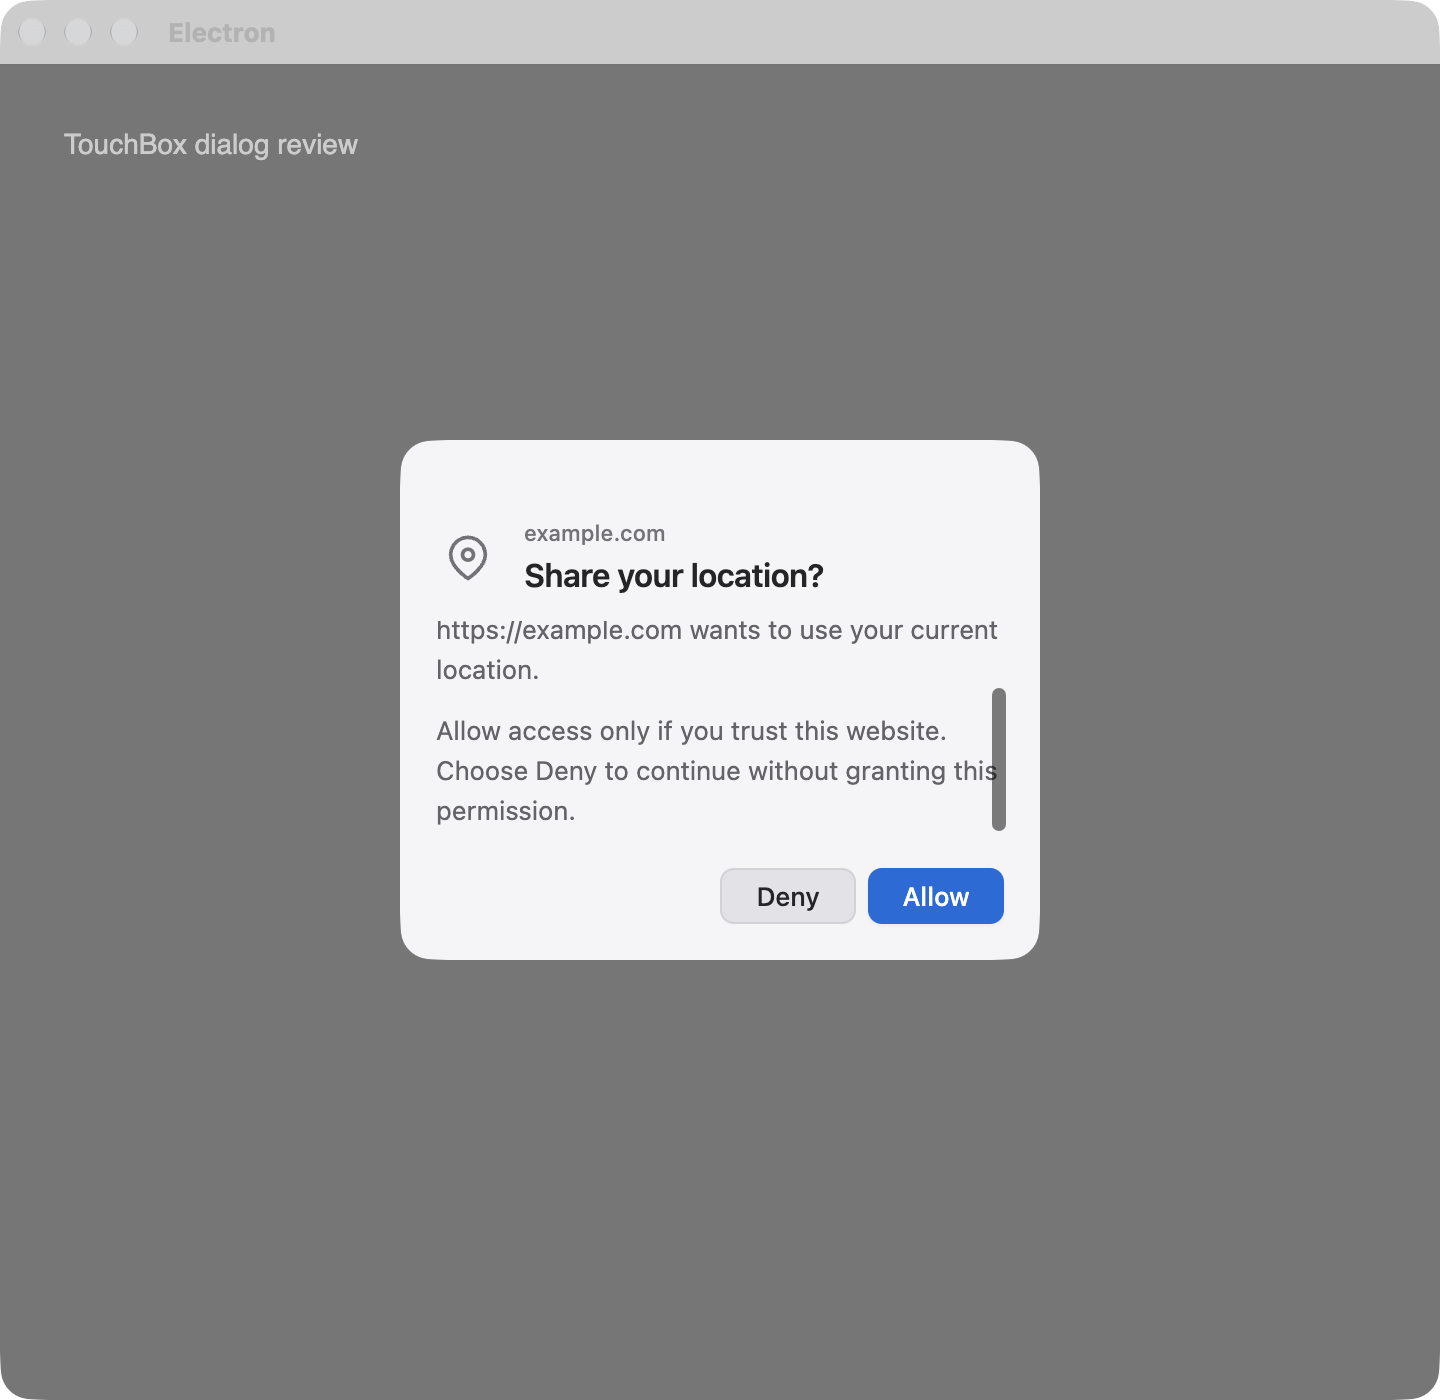 Electron
TouchBox dialog review
example.com
Share your location?
https://example.com wants to use your current
location.
Allow access only if you trust this website.
Choose Deny to continue without granting this
permission.
Deny
Allow